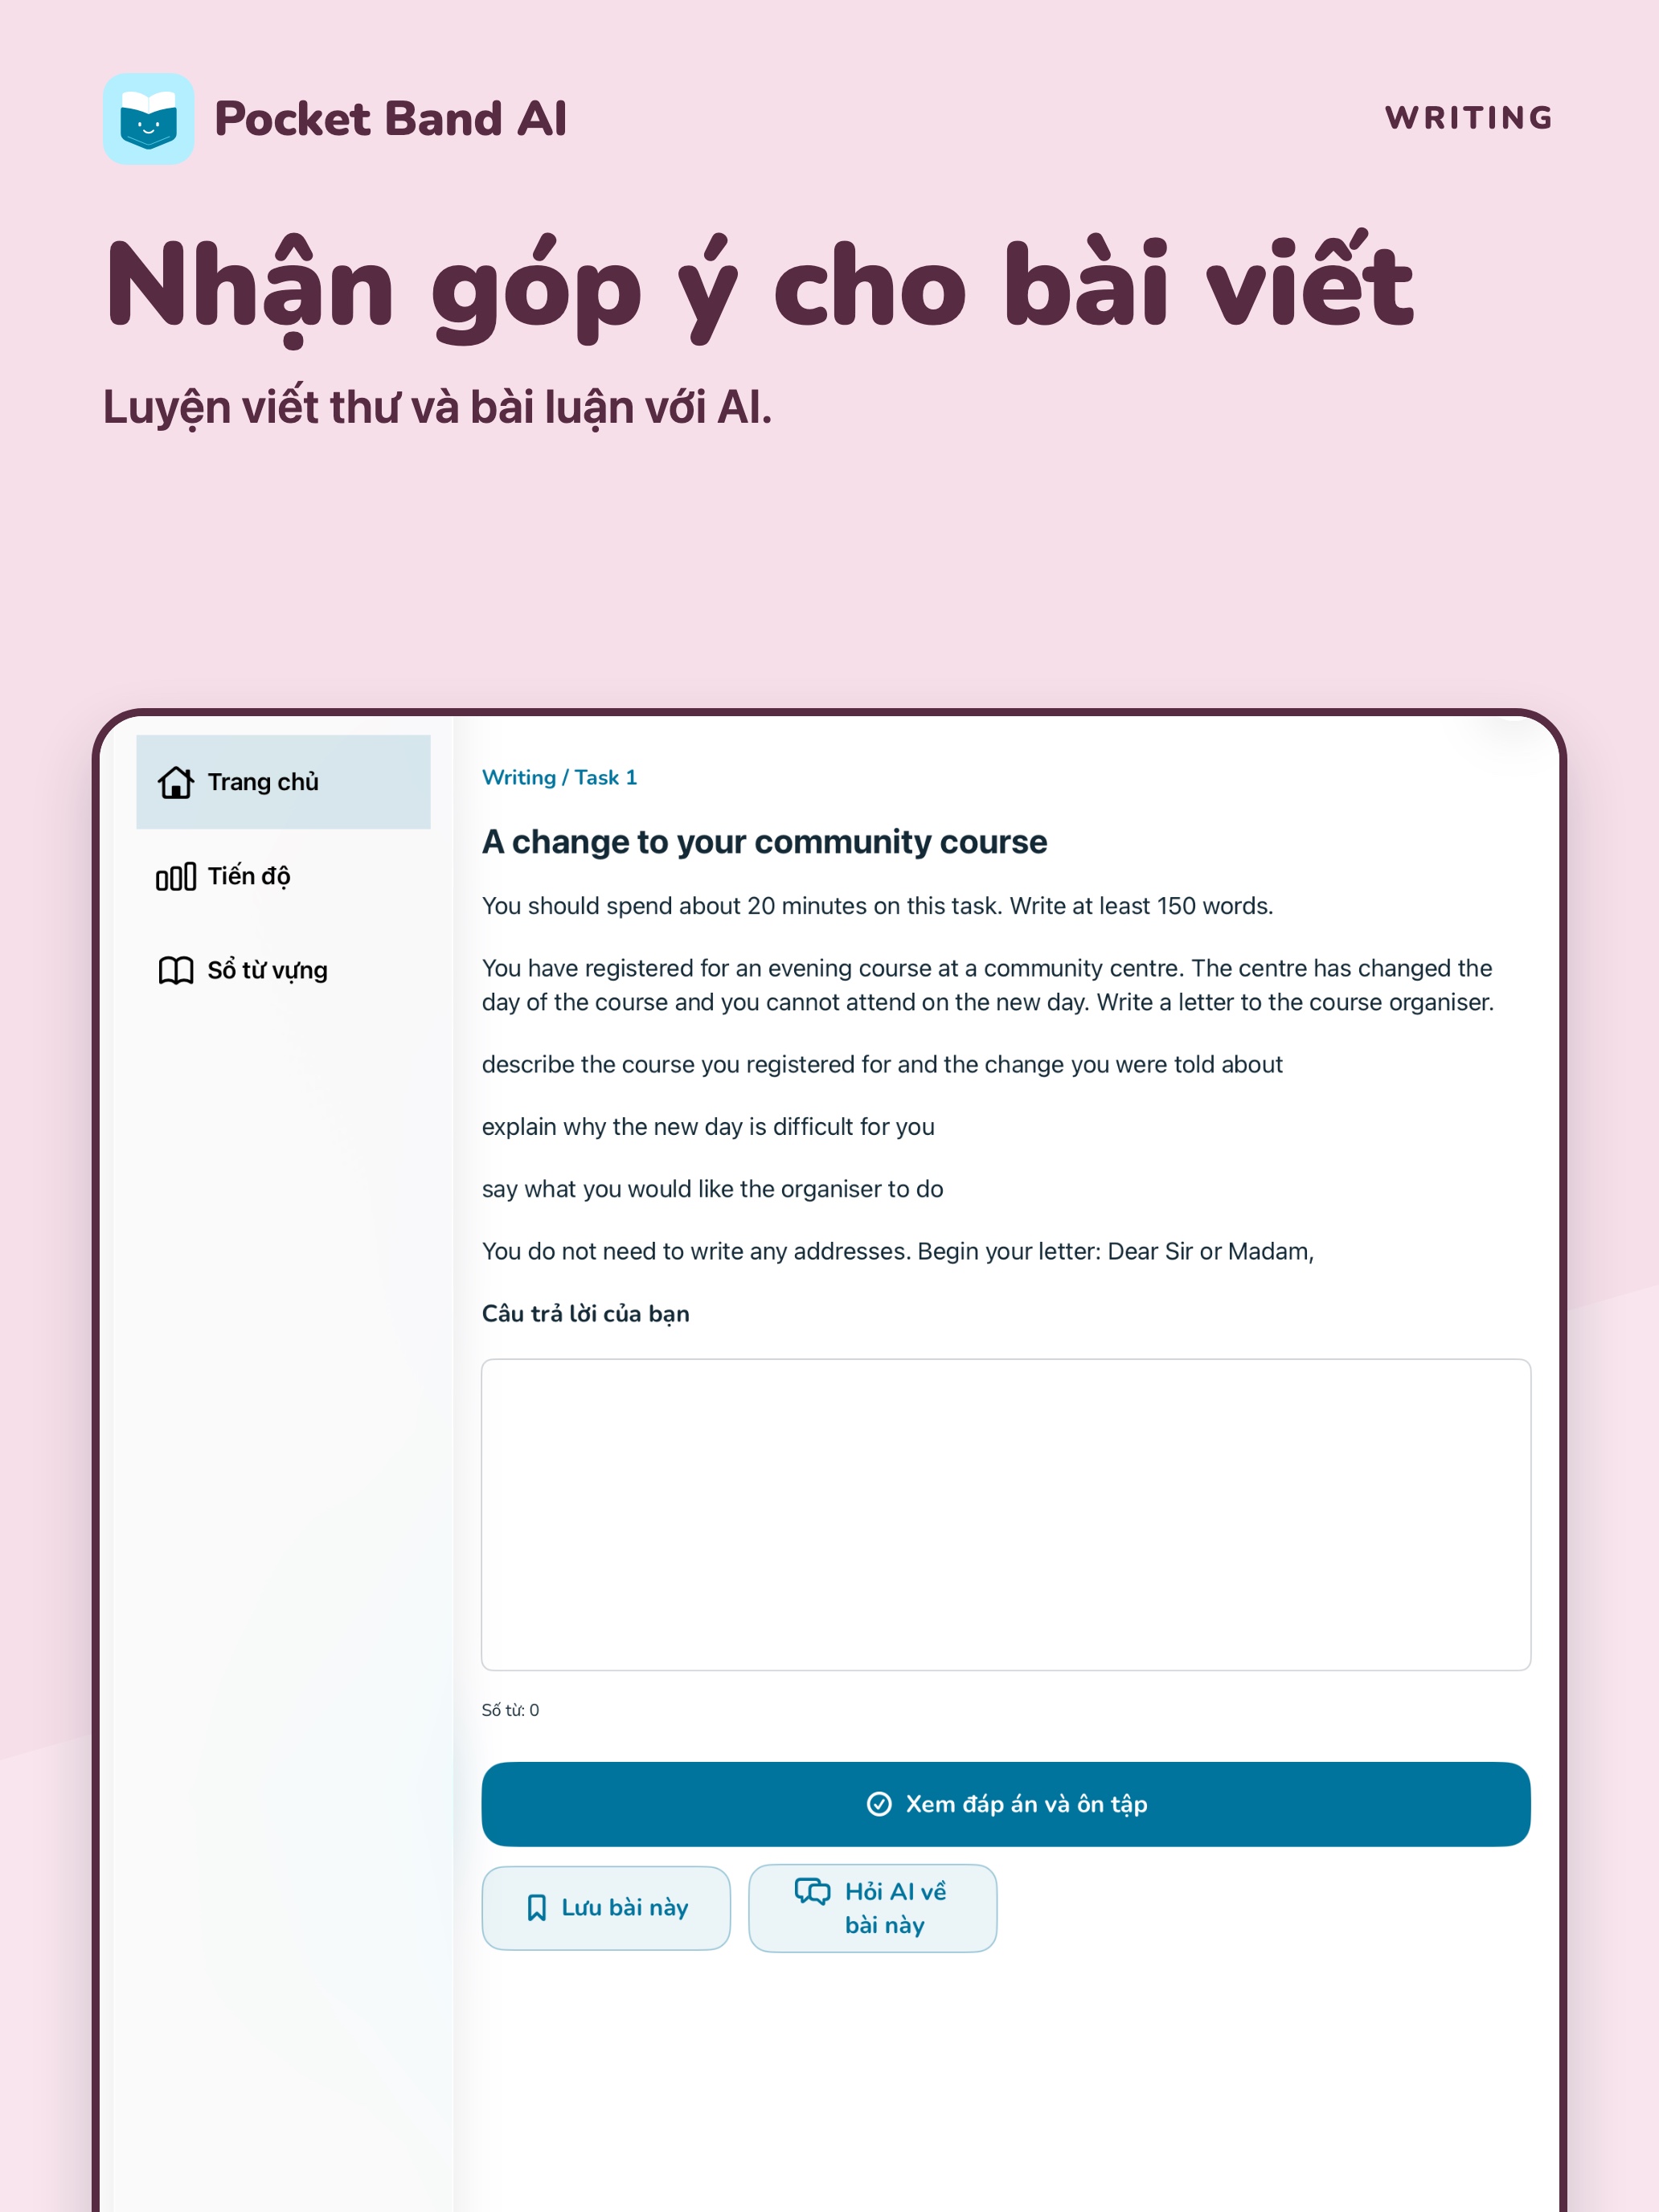 Pocket Band AI
WRITING
Nhận góp ý cho bài viết
Luyện viết thư và bài luận với AI.
Trang chủ
Tiến độ
Sổ từ vựng
Writing / Task 1
A change to your community course
You should spend about 20 minutes on this task. Write at least 150 words.
You have registered for an evening course at a community centre. The centre has changed the
day of the course and you cannot attend on the new day. Write a letter to the course organiser.
describe the course you registered for and the change you were told about
explain why the new day is difficult for you
say what you would like the organiser to do
You do not need to write any addresses. Begin your letter: Dear Sir or Madam,
Câu trả lời của bạn
Số từ: 0
Xem đáp án và ôn tập
Lưu bài này
Hỏi AI về
bài này